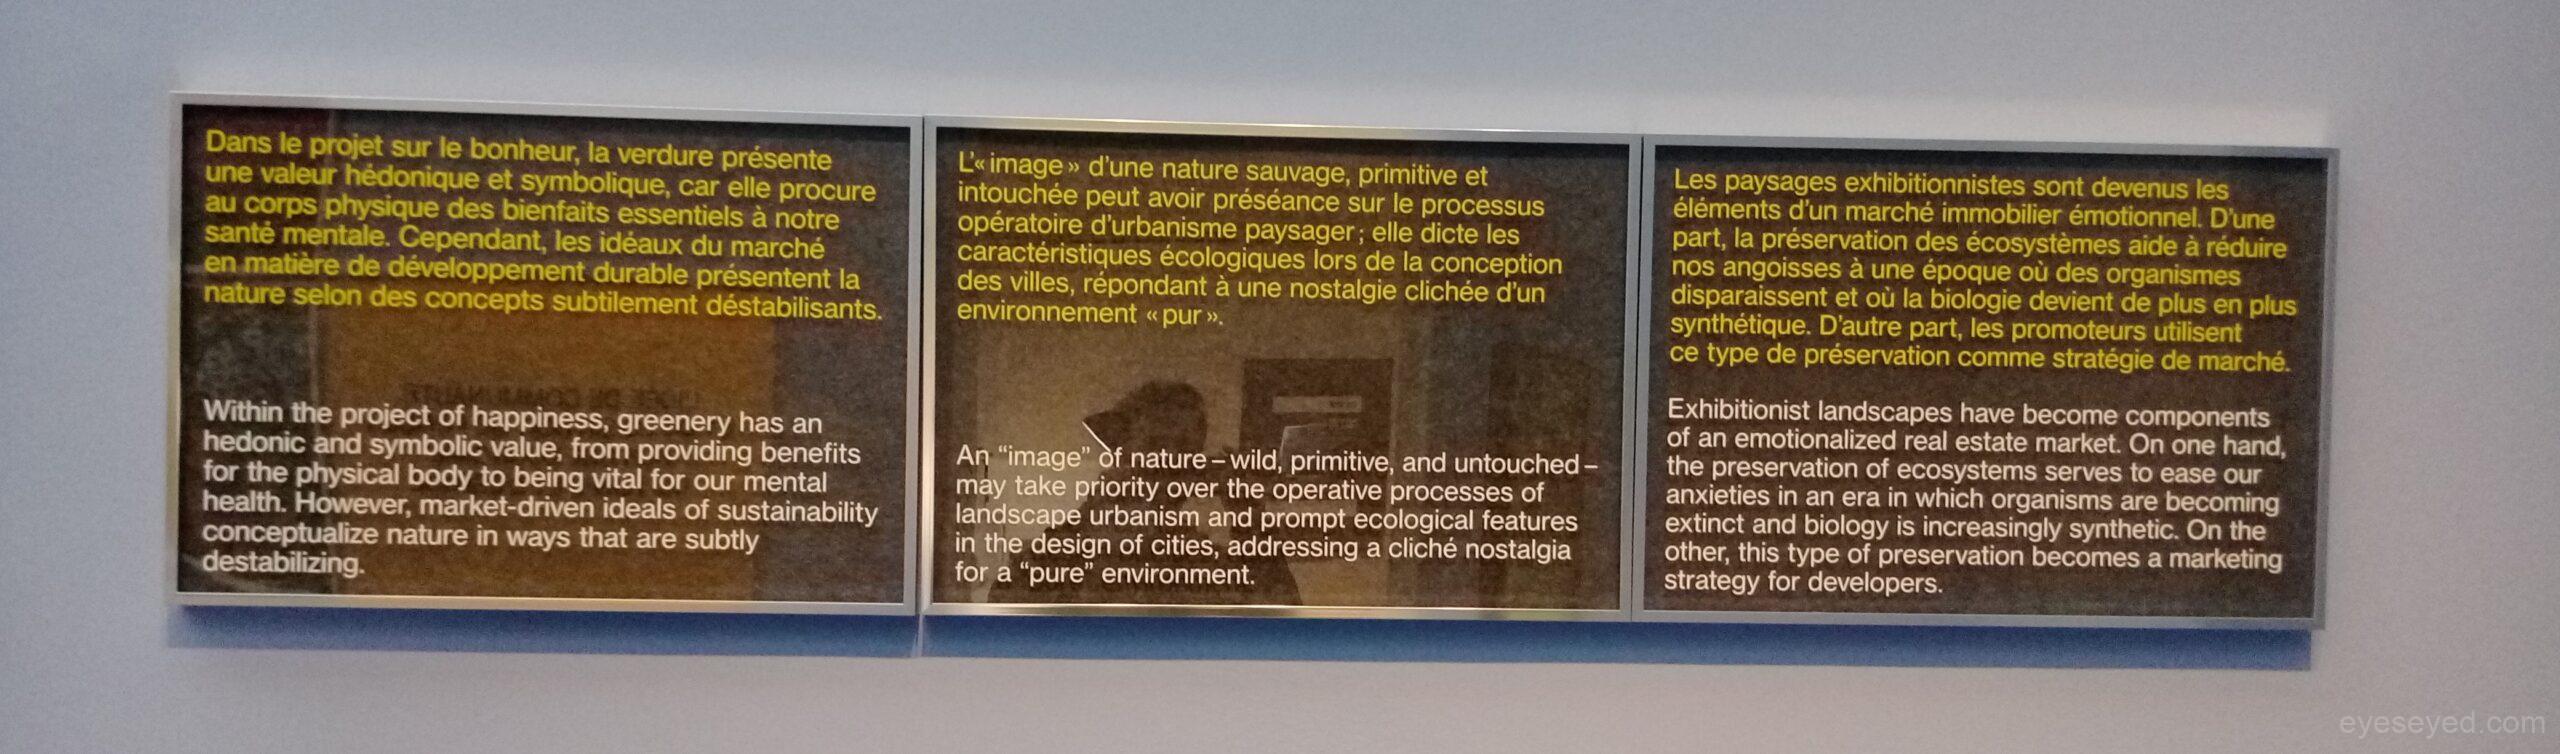 Dans le projet sur le bonheur, la verdure présente
une valeur hédonique et symbolique, car elle procure
au corps physique des bienfaits essentiels à notre
santé mentale. Cependant, les idéaux du marché
en matière de développement durable présentent la
nature selon des concepts subtilement déstabilisants.
Within the project of happiness, greenery has an
hedonic and symbolic value, from providing benefits
for the physical body to being vital for our mental
health. However, market-driven ideals of sustainability
conceptualize nature in ways that are subtly
destabilizing.
L'« image » d'une nature sauvage, primitive et
intouchée peut avoir préséance sur le processus
opératoire d'urbanisme paysager ; elle dicte les
caractéristiques écologiques lors de la conception
des villes, répondant à une nostalgie clichée d'un
environnement « pur ».
An “image” of nature – wild, primitive, and untouched –
may take priority over the operative processes of
landscape urbanism and prompt ecological features
in the design of cities, addressing a cliché nostalgia
for a “pure” environment.
Les paysages exhibitionnistes sont devenus les
éléments d'un marché immobilier émotionnel. D'une
part, la préservation des écosystèmes aide à réduire
nos angoisses à une époque où des organismes
disparaissent et où la biologie devient de plus en plus
synthétique. D'autre part, les promoteurs utilisent
ce type de préservation comme stratégie de marché.
Exhibitionist landscapes have become components
of an emotionalized real estate market. On one hand,
the preservation of ecosystems serves to ease our
anxieties in an era in which organisms are becoming
extinct and biology is increasingly synthetic. On the
other, this type of preservation becomes a marketing
strategy for developers.
eyeseyed.com